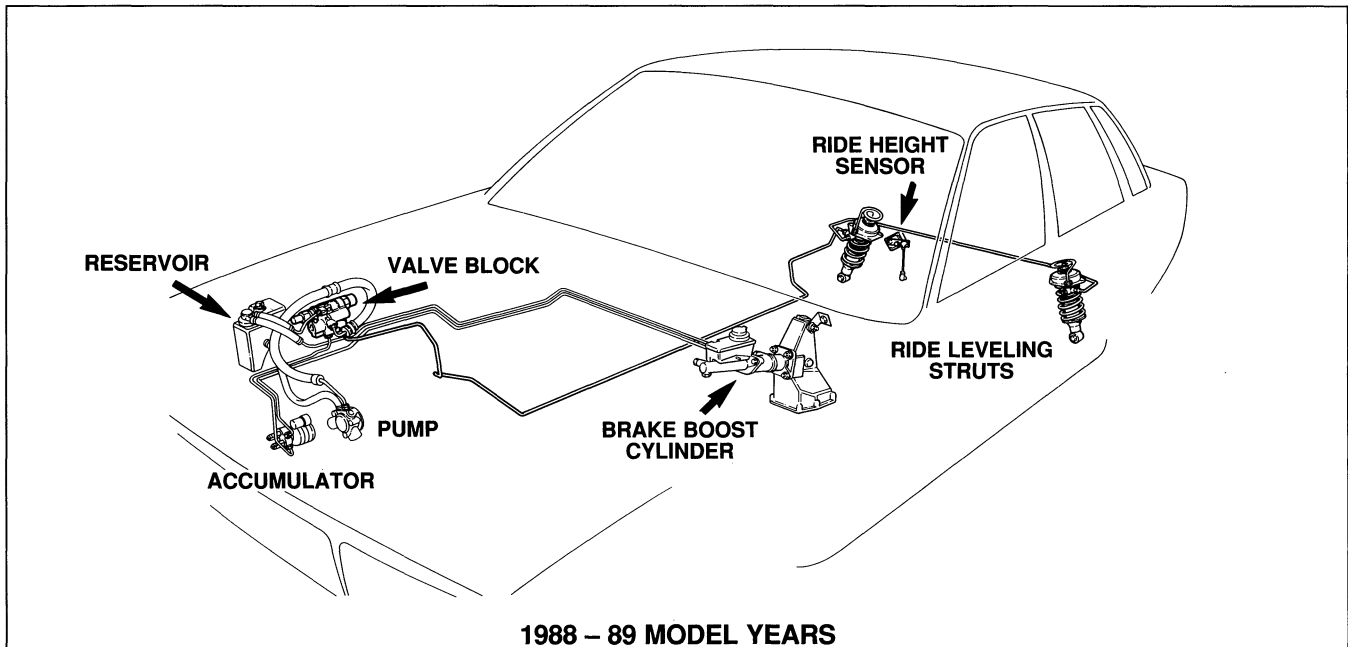 RIDE HEIGHT
SENSOR
RESERVOIR
VALVE BLOCK
RIDE LEVELING
STRUTS
PUMP
BRAKE BOOST
CYLINDER
ACCUMULATOR
1988 – 89 MODEL YEARS